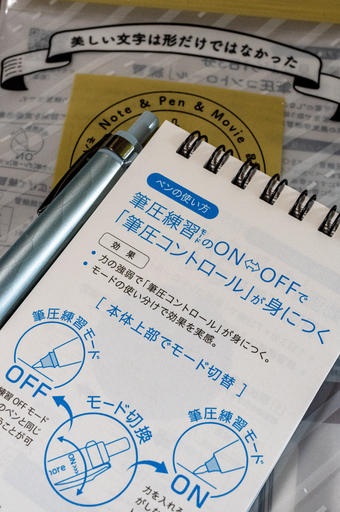 美しい文字は形だけではなかった
Note & Pen & Movie
ペンの使い方
筆圧練習モードのON⇔OFFで
「筆圧コントロール」が身につく
効果
・力の強弱で「筆圧コントロール」が身につく。
・モードの使い分けで効果を実感。
[ 本体上部でモード切替 ]
筆圧練習モード
OFF
モード切換
ON
筆圧練習モード
ON
練習OFFモード
のペンと同じ
うことが可
力を入れる